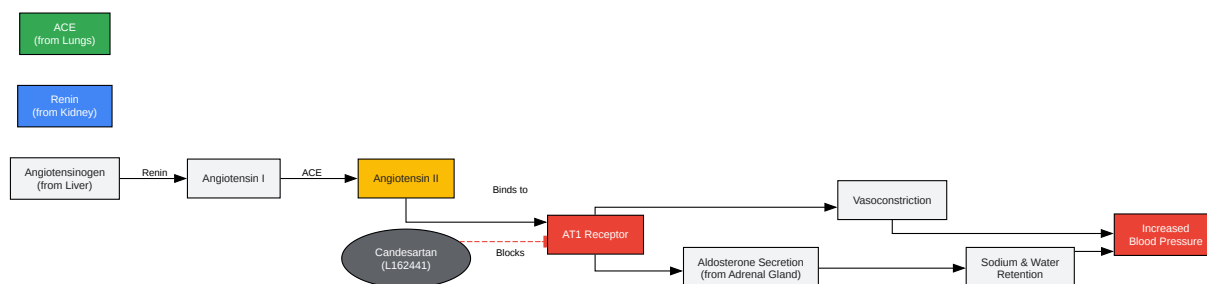 ACE
(from Lungs)
Renin
(from Kidney)
Angiotensinogen
(from Liver)
Renin
Angiotensin I
ACE
Angiotensin II
Binds to
Candesartan
(L162441)
Blocks
AT1 Receptor
Vasoconstriction
Aldosterone Secretion
(from Adrenal Gland)
Sodium & Water
Retention
Increased
Blood Pressure